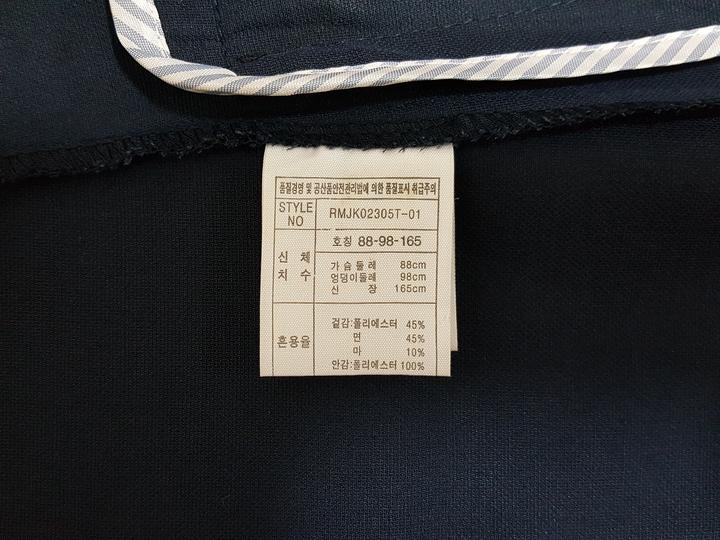 품질경영 및 공산품안전관리법에 의한 품질표시 취급주의
STYLE NO RMJK02305T-01
신 체 치 수
호칭 88-98-165
가슴둘레 88cm
엉덩이둘레 98cm
신 장 165cm
혼용율
겉감:폴리에스터 45%
면 45%
마 10%
안감:폴리에스터 100%